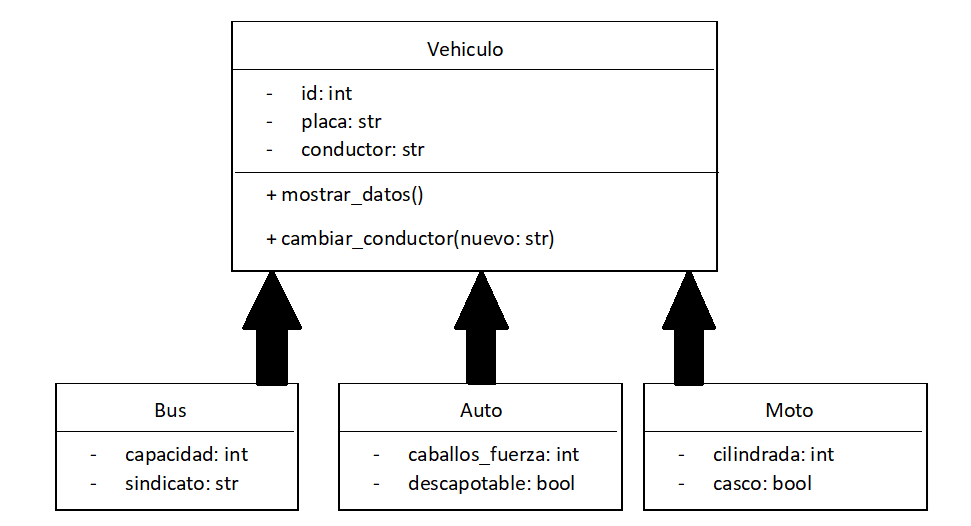 Vehiculo
- id: int
- placa: str
- conductor: str
+ mostrar_datos()
+ cambiar_conductor(nuevo: str)
Bus
- capacidad: int
- sindicato: str
Auto
- caballos_fuerza: int
- descapotable: bool
Moto
- cilindrada: int
- casco: bool